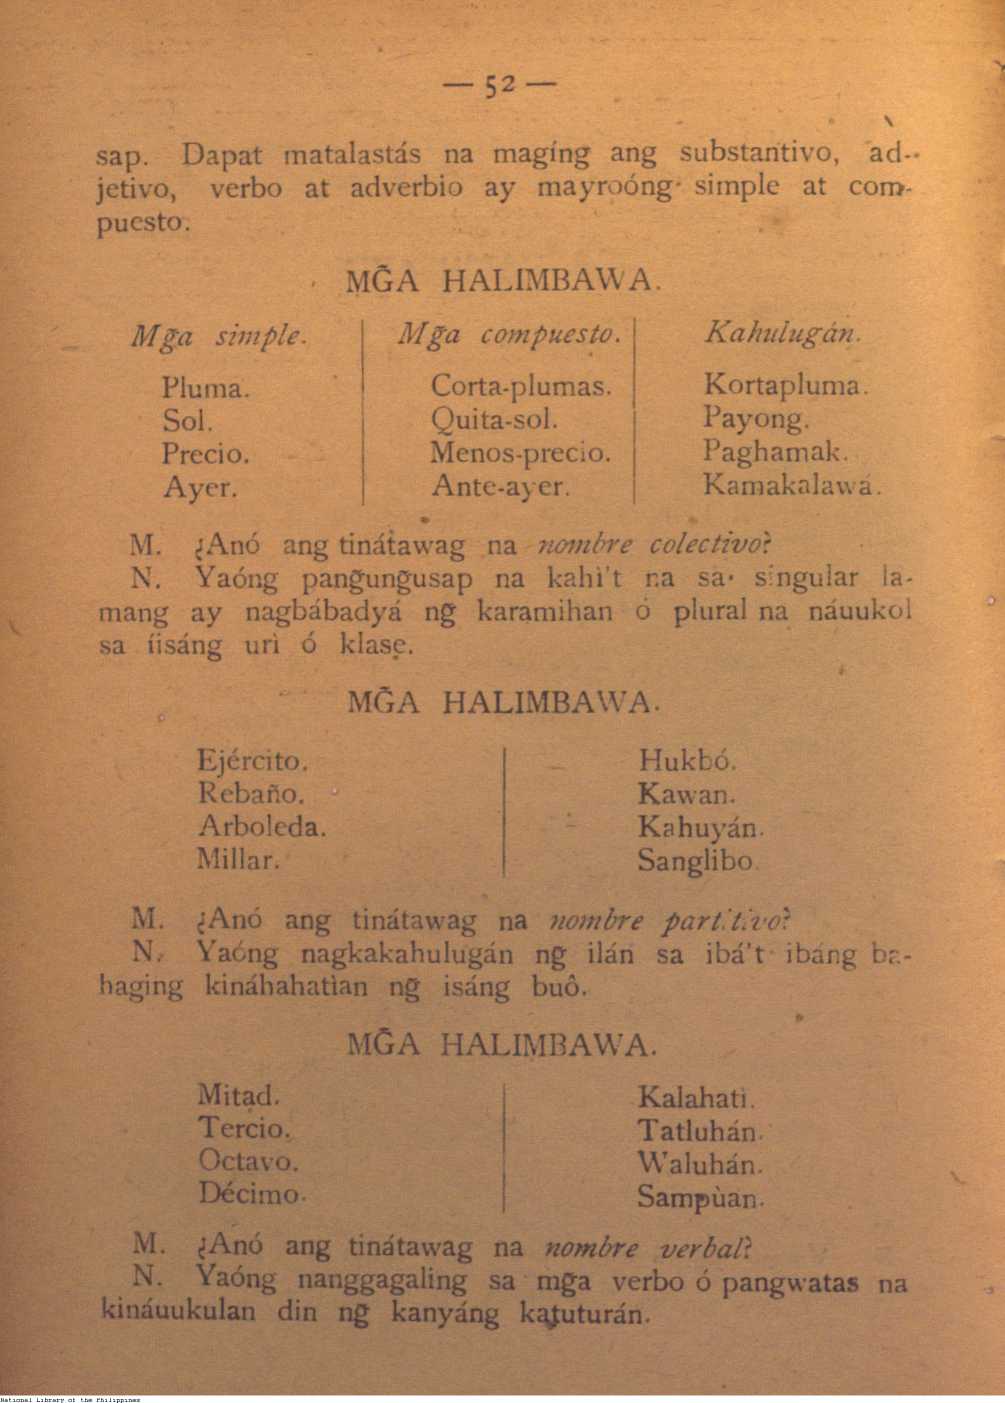 — 52 —
sap. Dapat matalastás na magíng ang substantivo, ad-
jetivo, verbo at adverbio ay mayroóng simple at com-
puesto.
MG̃A HALIMBAWA.
Mg̃a simple. Mg̃a compuesto. Kahulugán.
Pluma. Corta-plumas. Kortapluma.
Sol. Quita-sol. Payong.
Precio. Menos-precio. Paghamak.
Ayer. Ante-ayer. Kamakalawá.
M. ¿Anó ang tinátawag na nombre colectivo?
N. Yaóng pang̃ung̃usap na kahì't na sa singular la-
mang ay nagbábadyá ng̃ karamihan ó plural na náuukol
sa íisáng urì ó klase.
MG̃A HALIMBAWA.
Ejército. Hukbó.
Rebaño. Kawan.
Arboleda. Kahuyán.
Millar. Sanglibo.
M. ¿Anó ang tinátawag na nombre partitivo?
N. Yaóng nagkakahulugán ng̃ ilán sa ibá't ibáng ba-
haging kináhahatìan ng̃ isáng buô.
MG̃A HALIMBAWA.
Mitad. Kalahatì.
Tercio. Tatluhán.
Octavo. Waluhán.
Décimo. Sampùan.
M. ¿Anó ang tinátawag na nombre verbal?
N. Yaóng nanggagaling sa mg̃a verbo ó pangwatas na
kináuukulan din ng̃ kanyáng katuturán.
National Library of the Philippines